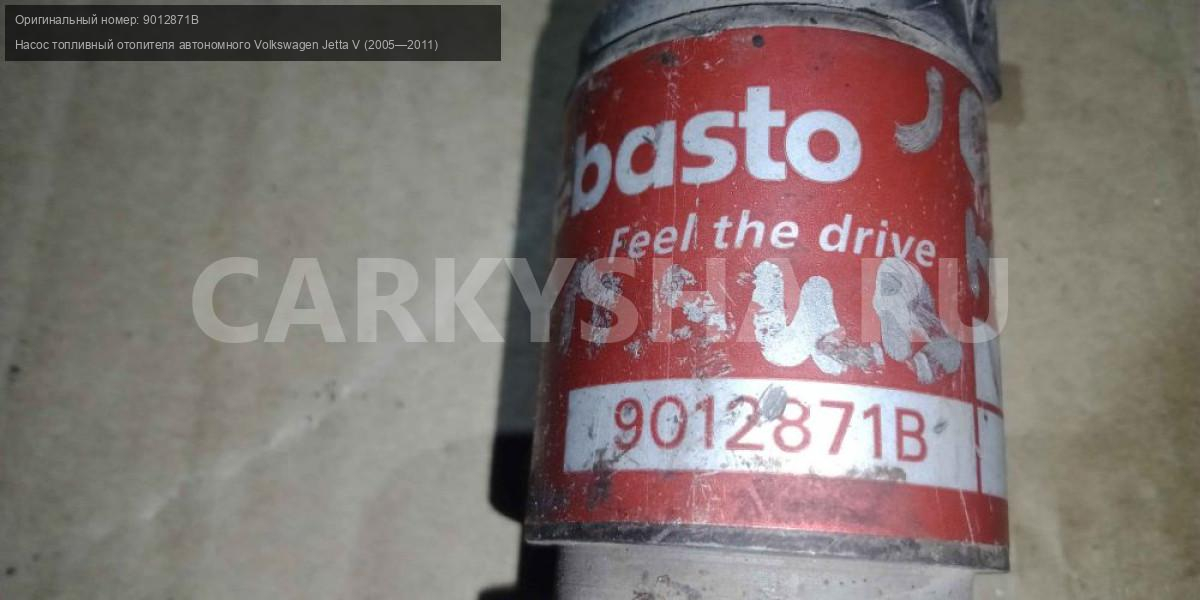 Оригинальный номер: 9012871B
Насос топливный отопителя автономного Volkswagen Jetta V (2005—2011)
basto
Feel the drive
CARKYSHA.RU
9012871B